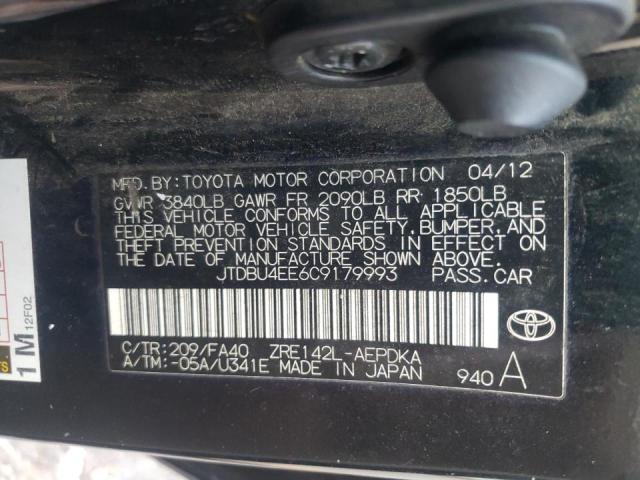 MFD.BY:TOYOTA MOTOR CORPORATION 04/12
GVWR 3840LB GAWR FR 2090LB RR 1850LB
THIS VEHICLE CONFORMS TO ALL APPLICABLE
FEDERAL MOTOR VEHICLE SAFETY, BUMPER, AND
THEFT PREVENTION STANDARDS IN EFFECT ON
THE DATE OF MANUFACTURE SHOWN ABOVE.
JTDBU4EE6C9179993 PASS.CAR
C/TR:209/FA40 ZRE142L-AEPDKA
A/TM:-05A/U341E MADE IN JAPAN
940 A
1M
12F02